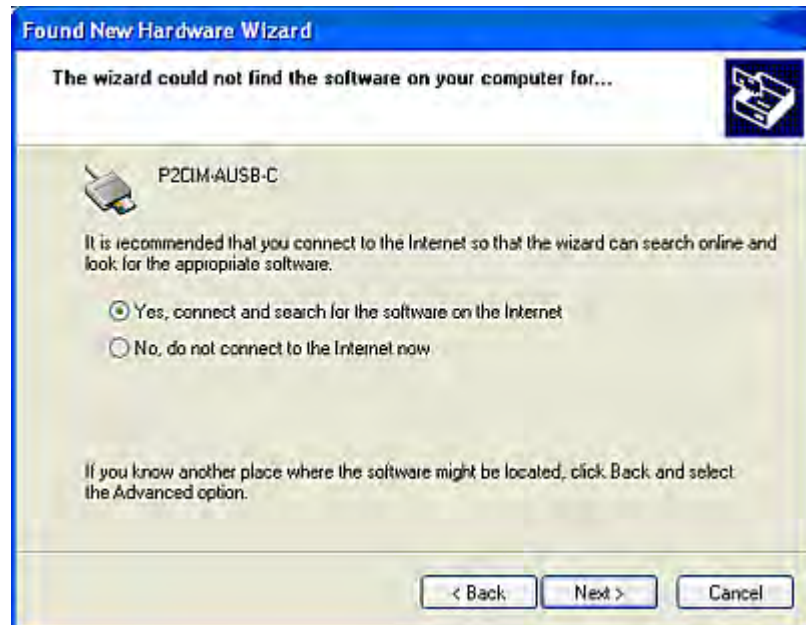 Found New Hardware Wizard
The wizard could not find the software on your computer for...
P2CIM-AUSB-C
It is recommended that you connect to the Internet so that the wizard can search online and
look for the appropriate software.
Yes, connect and search for the software on the Internet
No, do not connect to the Internet now
If you know another place where the software might be located, click Back and select
the Advanced option.
< Back
Next >
Cancel